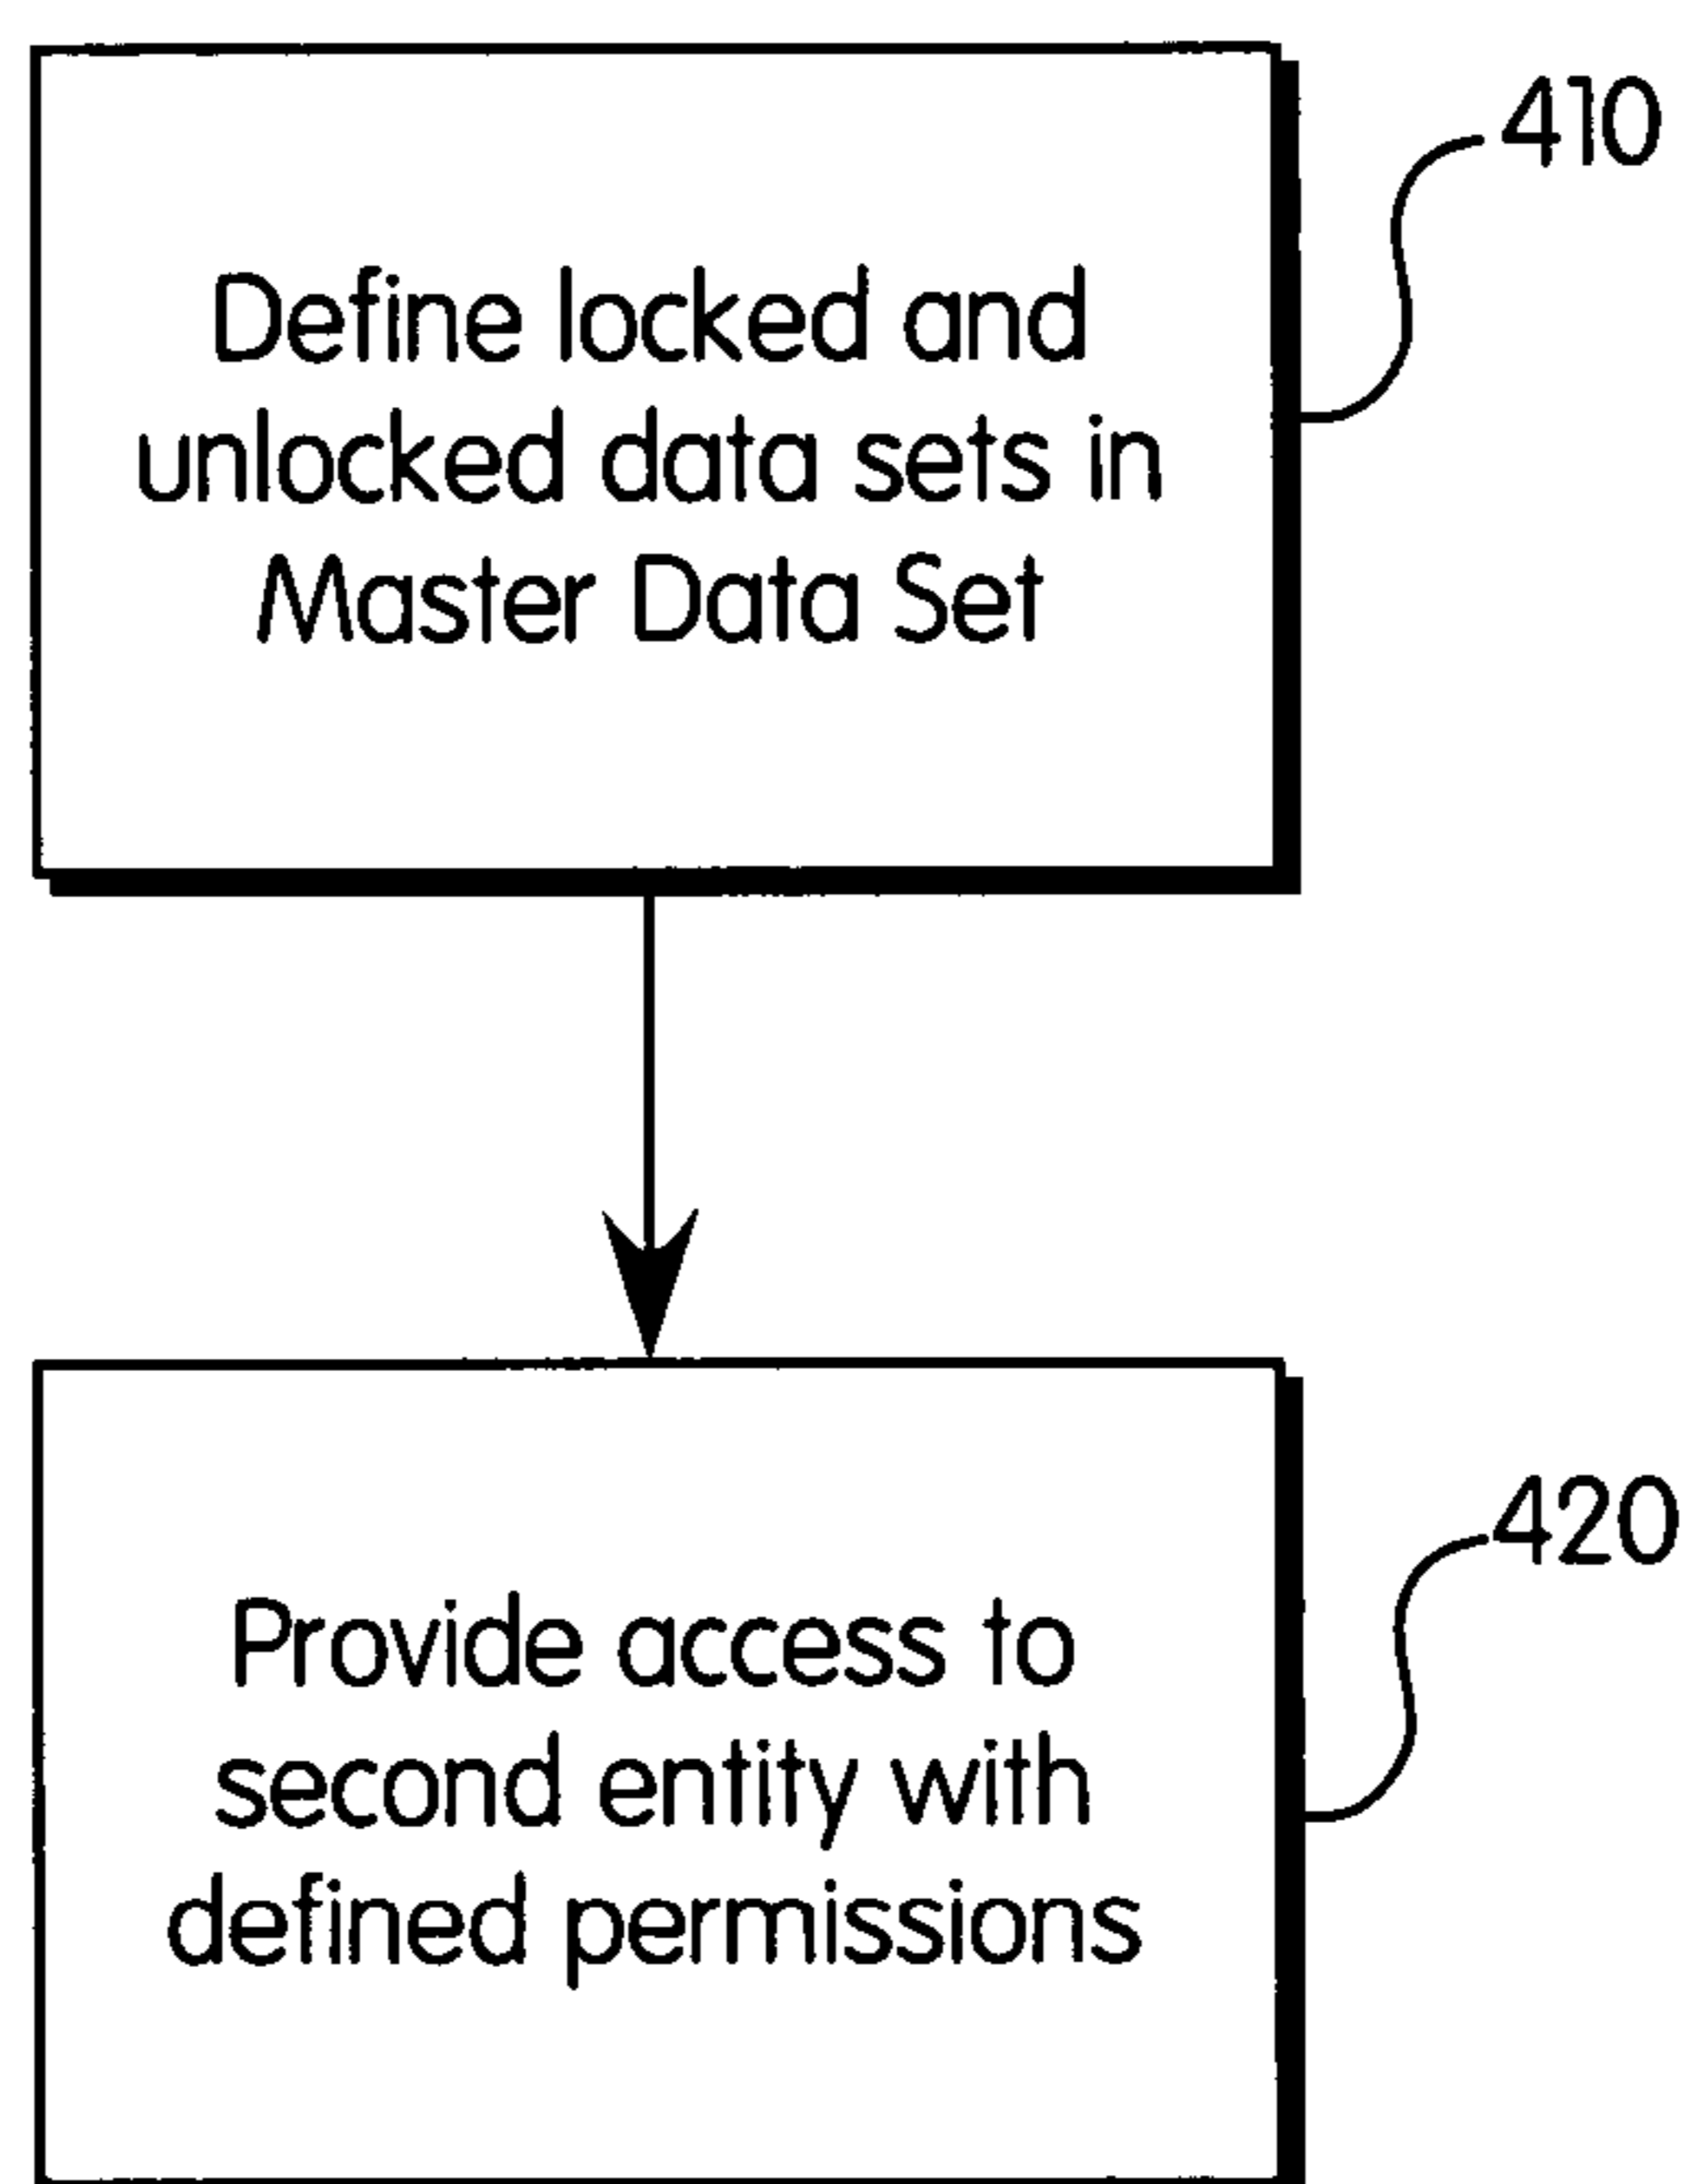 410
Define locked and
unlocked data sets in
Master Data Set
420
Provide access to
second entity with
defined permissions